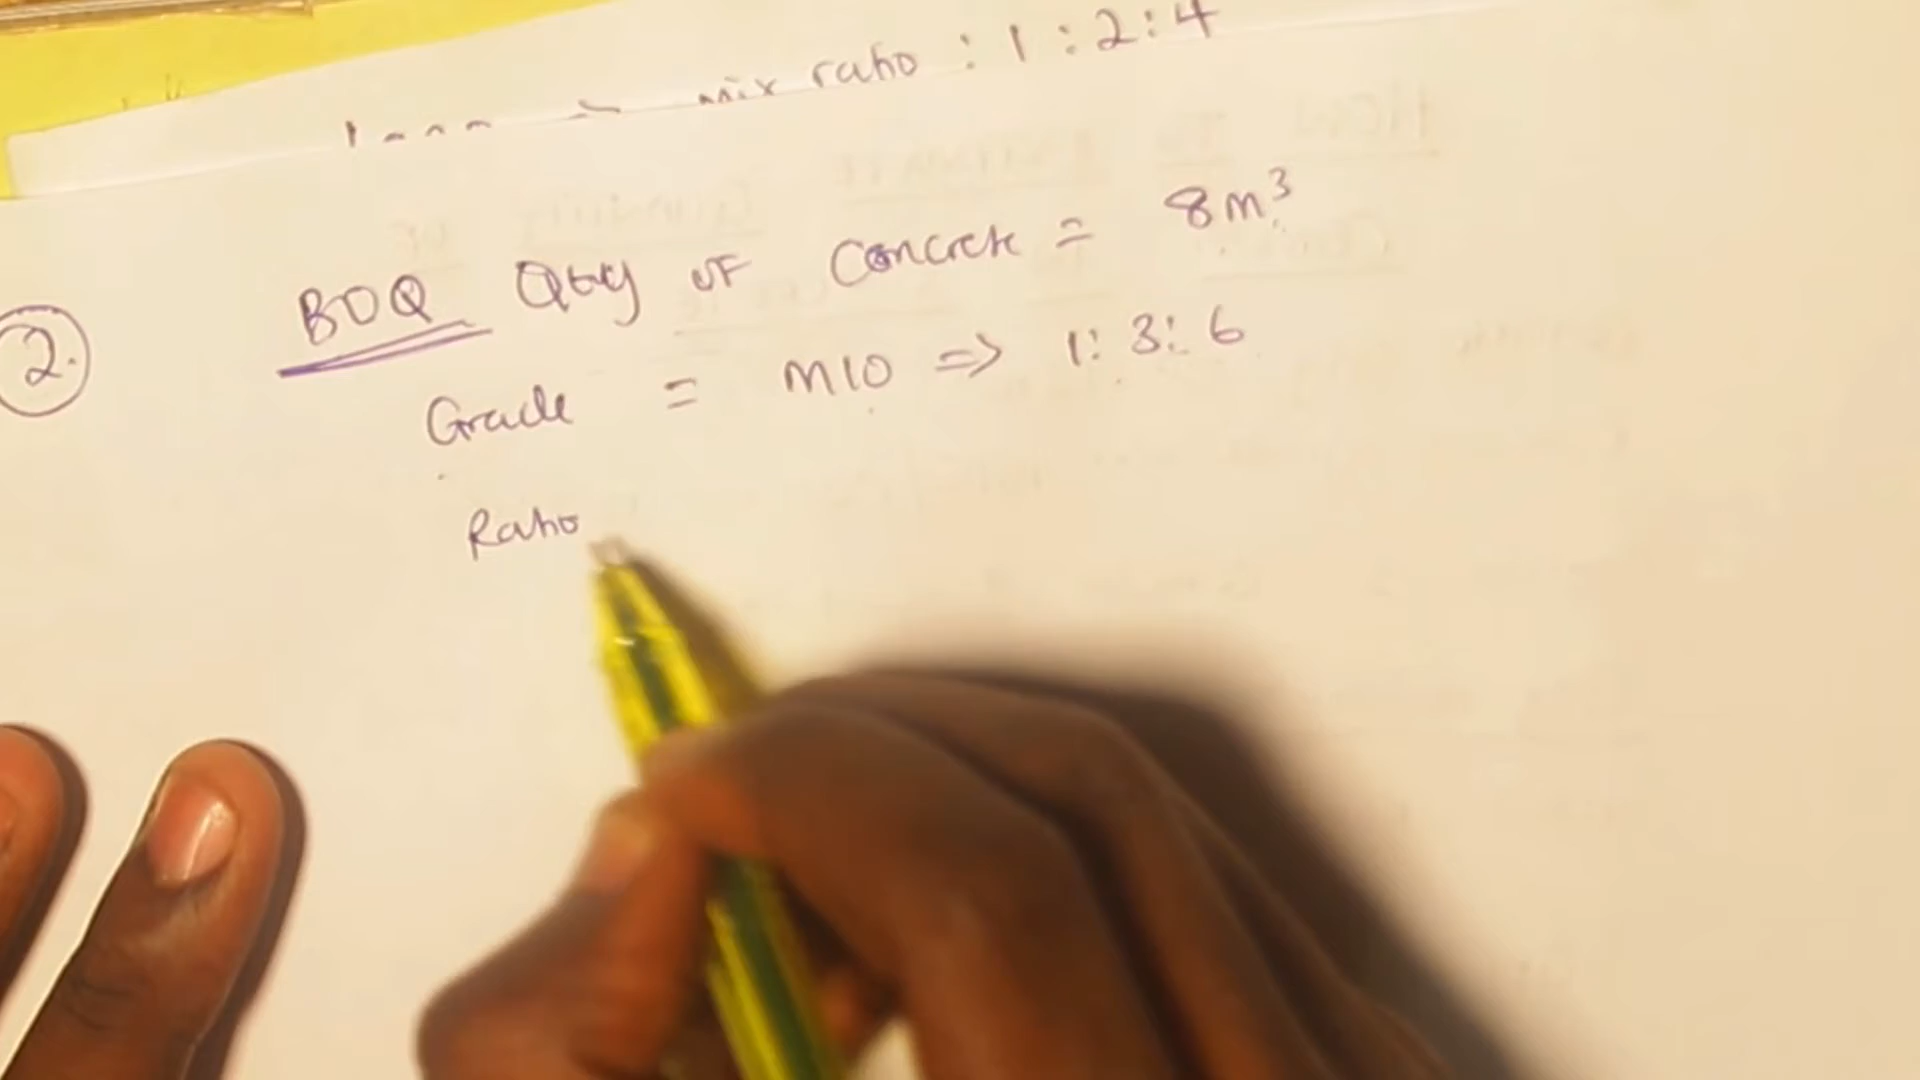 mix ratio : 1 : 2 : 4
2. BOQ Qty of Concrete = 8m³
Grade = M10 => 1: 3: 6
Ratio